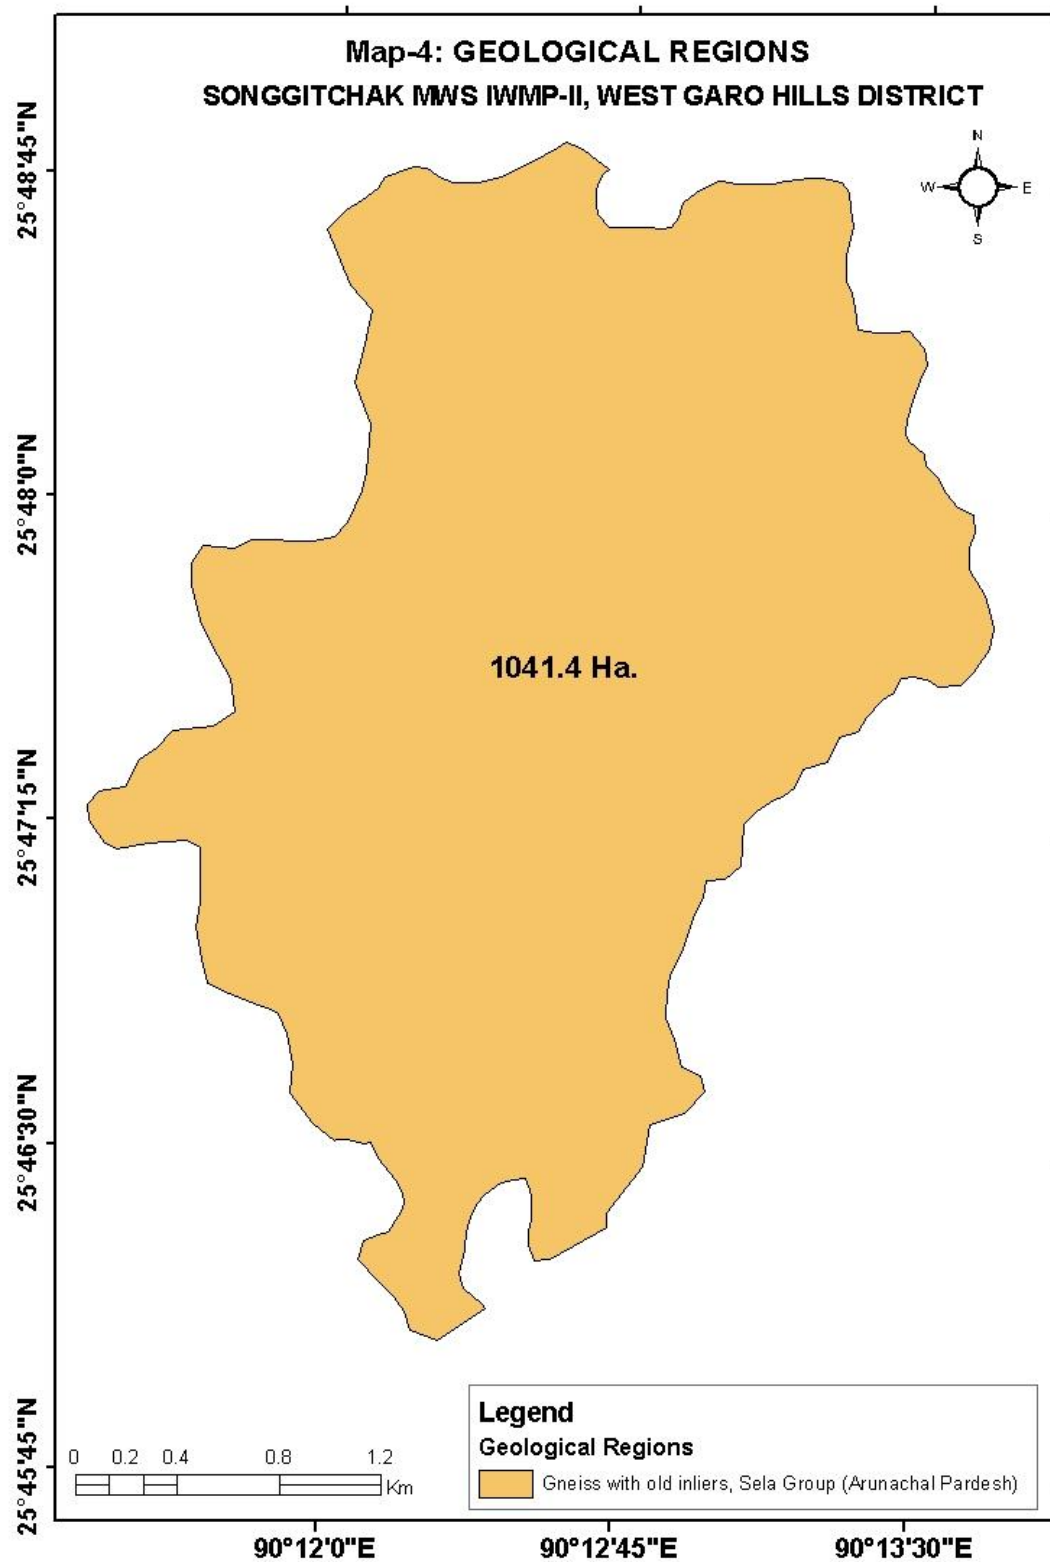 Map-4: GEOLOGICAL REGIONS
SONGGITCHAK MWS IWMP-II, WEST GARO HILLS DISTRICT
N
W E
S
25°48'45"N
25°48'0"N
25°47'15"N
25°46'30"N
25°45'45"N
1041.4 Ha.
Legend
Geological Regions
Gneiss with old inliers, Sela Group (Arunachal Pardesh)
0 0.2 0.4 0.8 1.2
Km
90°12'0"E 90°12'45"E 90°13'30"E